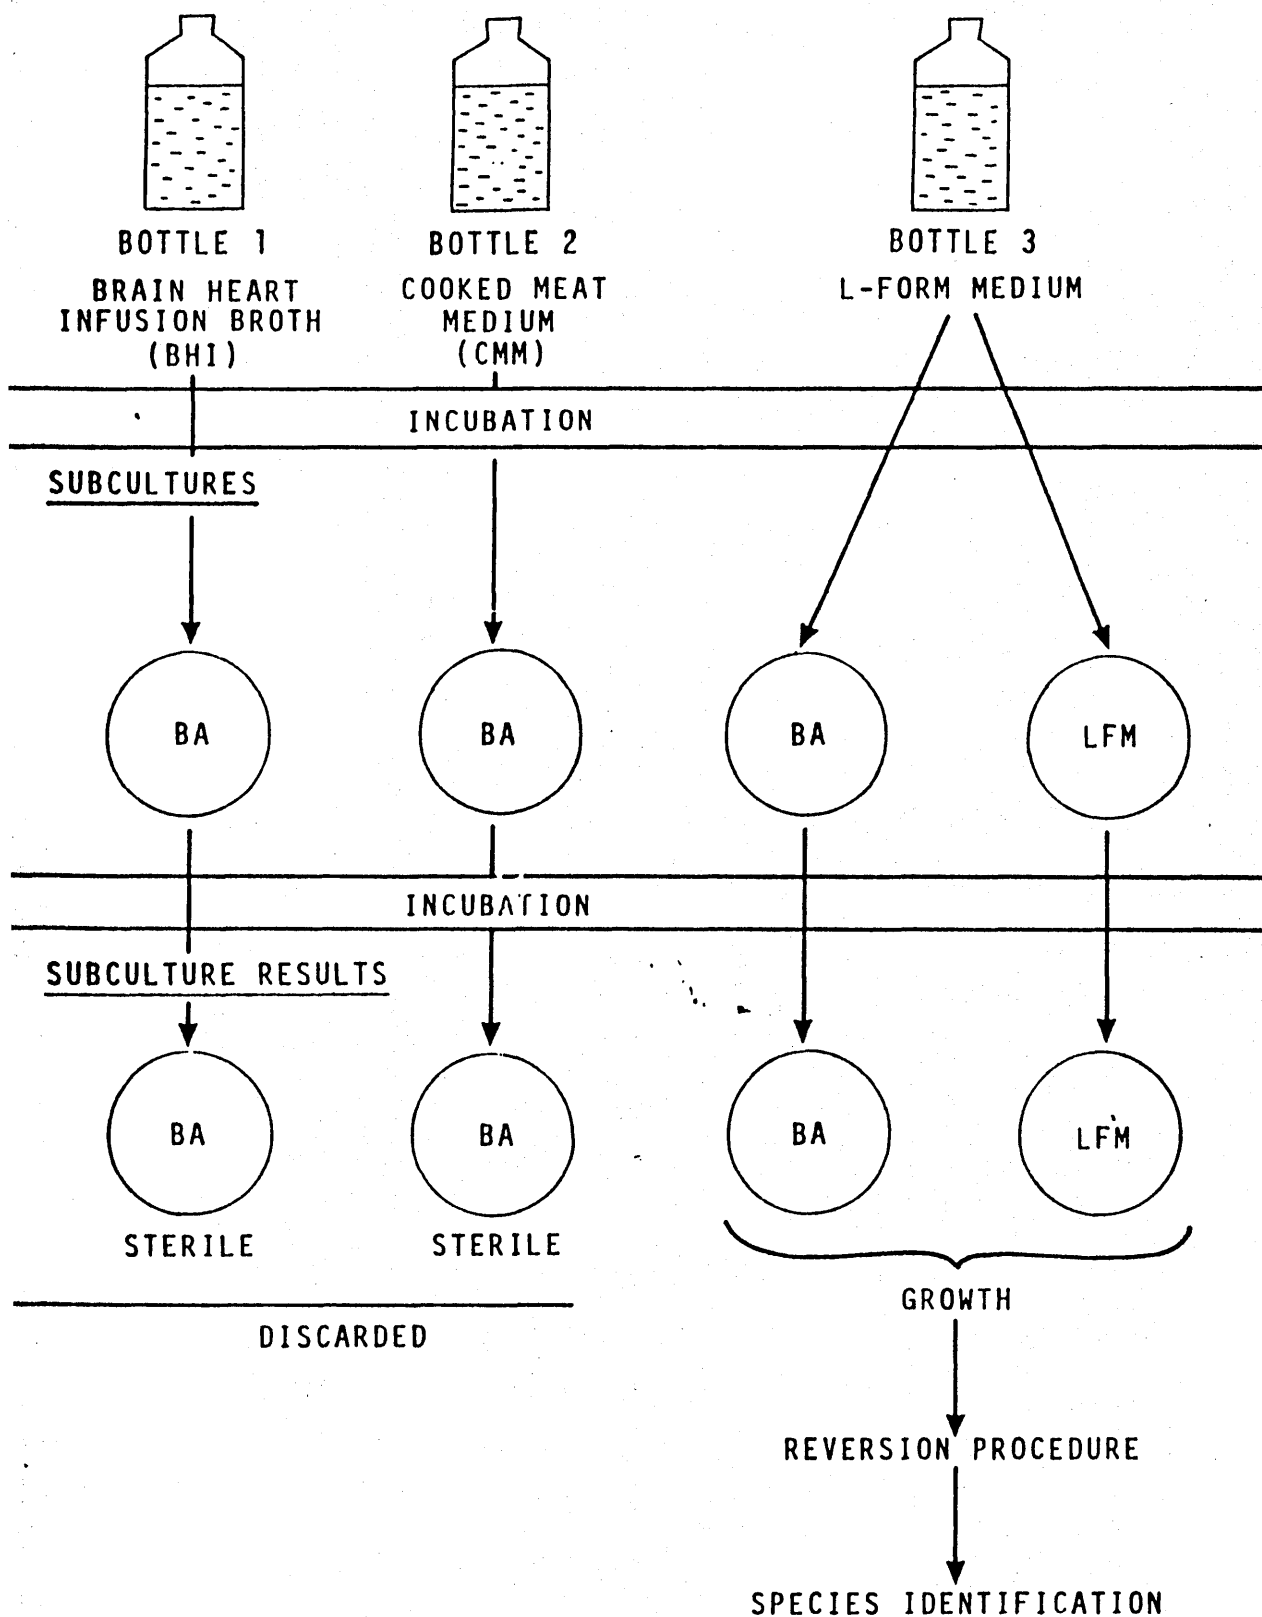 BOTTLE 1
BRAIN HEART
INFUSION BROTH
(BHI)
BOTTLE 2
COOKED MEAT
MEDIUM
(CMM)
BOTTLE 3
L-FORM MEDIUM
INCUBATION
SUBCULTURES
BA
BA
BA
LFM
INCUBATION
SUBCULTURE RESULTS
BA
BA
BA
LFM
STERILE
STERILE
DISCARDED
GROWTH
REVERSION PROCEDURE
SPECIES IDENTIFICATION